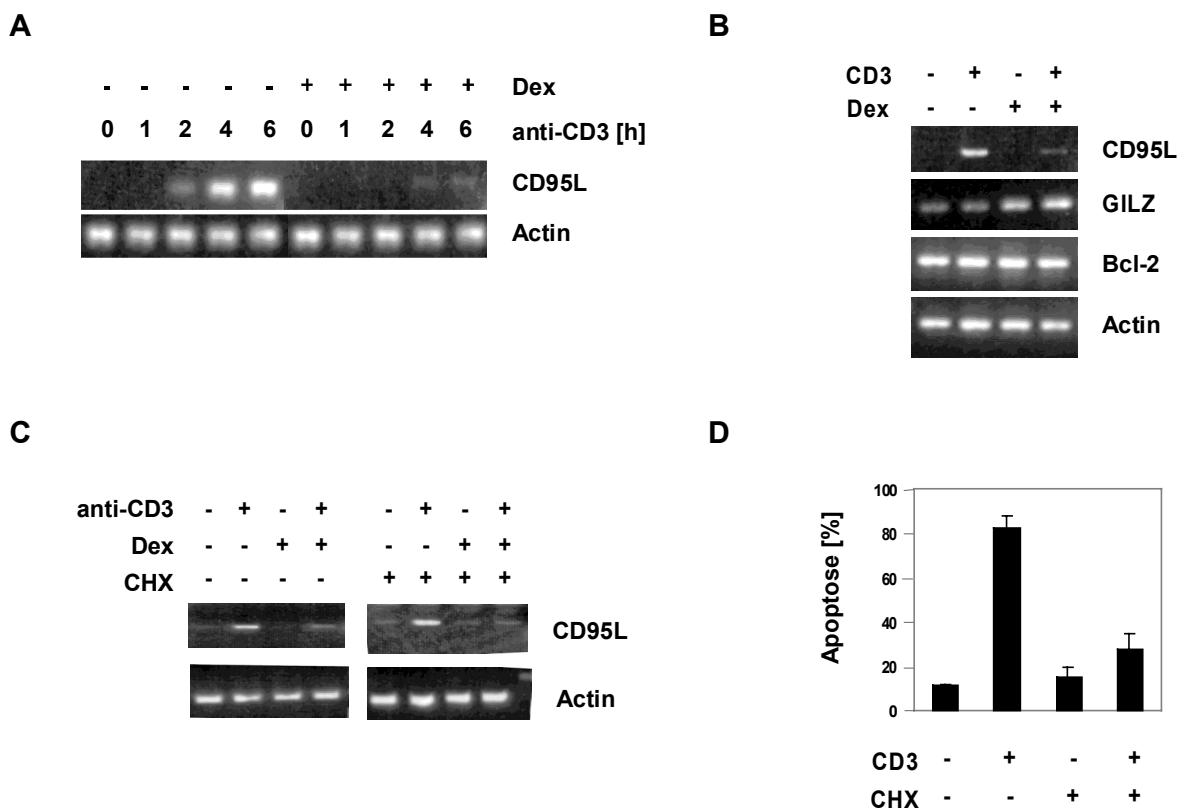 A
- - - - - + + + + + Dex
0 1 2 4 6 0 1 2 4 6 anti-CD3 [h]
CD95L
Actin
B
CD3 - + - +
Dex - - + +
CD95L
GILZ
Bcl-2
Actin
C
anti-CD3 - + - + - + - +
Dex - - + + - - + +
CHX - - - - + + + +
CD95L
Actin
D
Apoptose [%]
100
80
60
40
20
0
CD3 - + - +
CHX - - + +